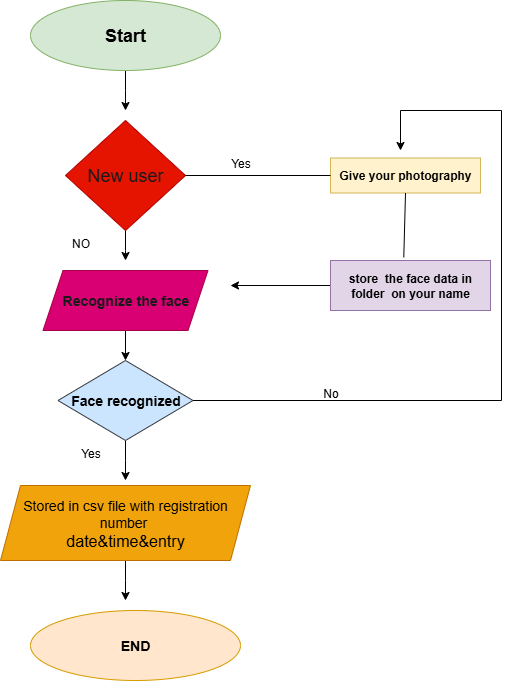 Start
New user
Yes
Give your photography
NO
store the face data in
folder on your name
Recognize the face
Face recognized
No
Yes
Stored in csv file with registration
number
date&time&entry
END